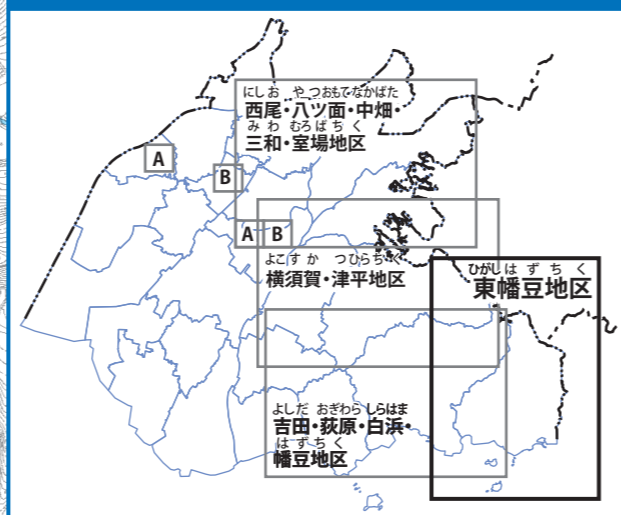 にしお やつおもてなかばた
西尾・八ツ面・中畑・
みわ むろばちく
三和・室場地区
A
B
A B
よこすか つひらちく
横須賀・津平地区
ひがしはずちく
東幡豆地区
よしだ おぎわら しらはま
吉田・荻原・白浜・
はずちく
幡豆地区